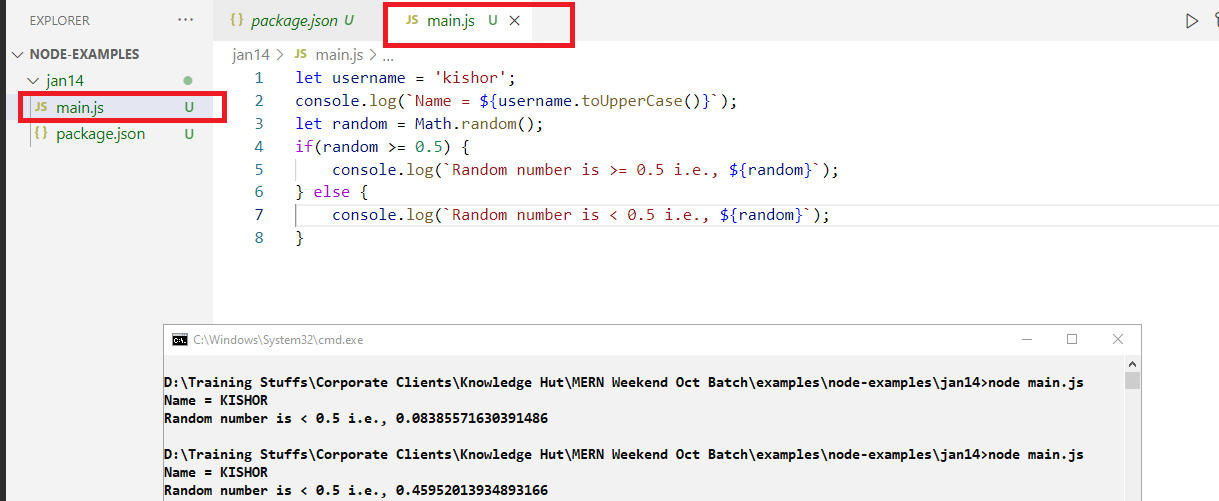 EXPLORER ...
{} package.json U JS main.js U ×
NODE-EXAMPLES
jan14 > JS main.js > ...
jan14
JS main.js U
{} package.json U
1 let username = 'kishor';
2 console.log(`Name = ${username.toUpperCase()}`);
3 let random = Math.random();
4 if(random >= 0.5) {
5 console.log(`Random number is >= 0.5 i.e., ${random}`);
6 } else {
7 console.log(`Random number is < 0.5 i.e., ${random}`);
8 }
C:\Windows\System32\cmd.exe
D:\Training Stuffs\Corporate Clients\Knowledge Hut\MERN Weekend Oct Batch\examples\node-examples\jan14>node main.js
Name = KISHOR
Random number is < 0.5 i.e., 0.08385571630391486
D:\Training Stuffs\Corporate Clients\Knowledge Hut\MERN Weekend Oct Batch\examples\node-examples\jan14>node main.js
Name = KISHOR
Random number is < 0.5 i.e., 0.45952013934893166